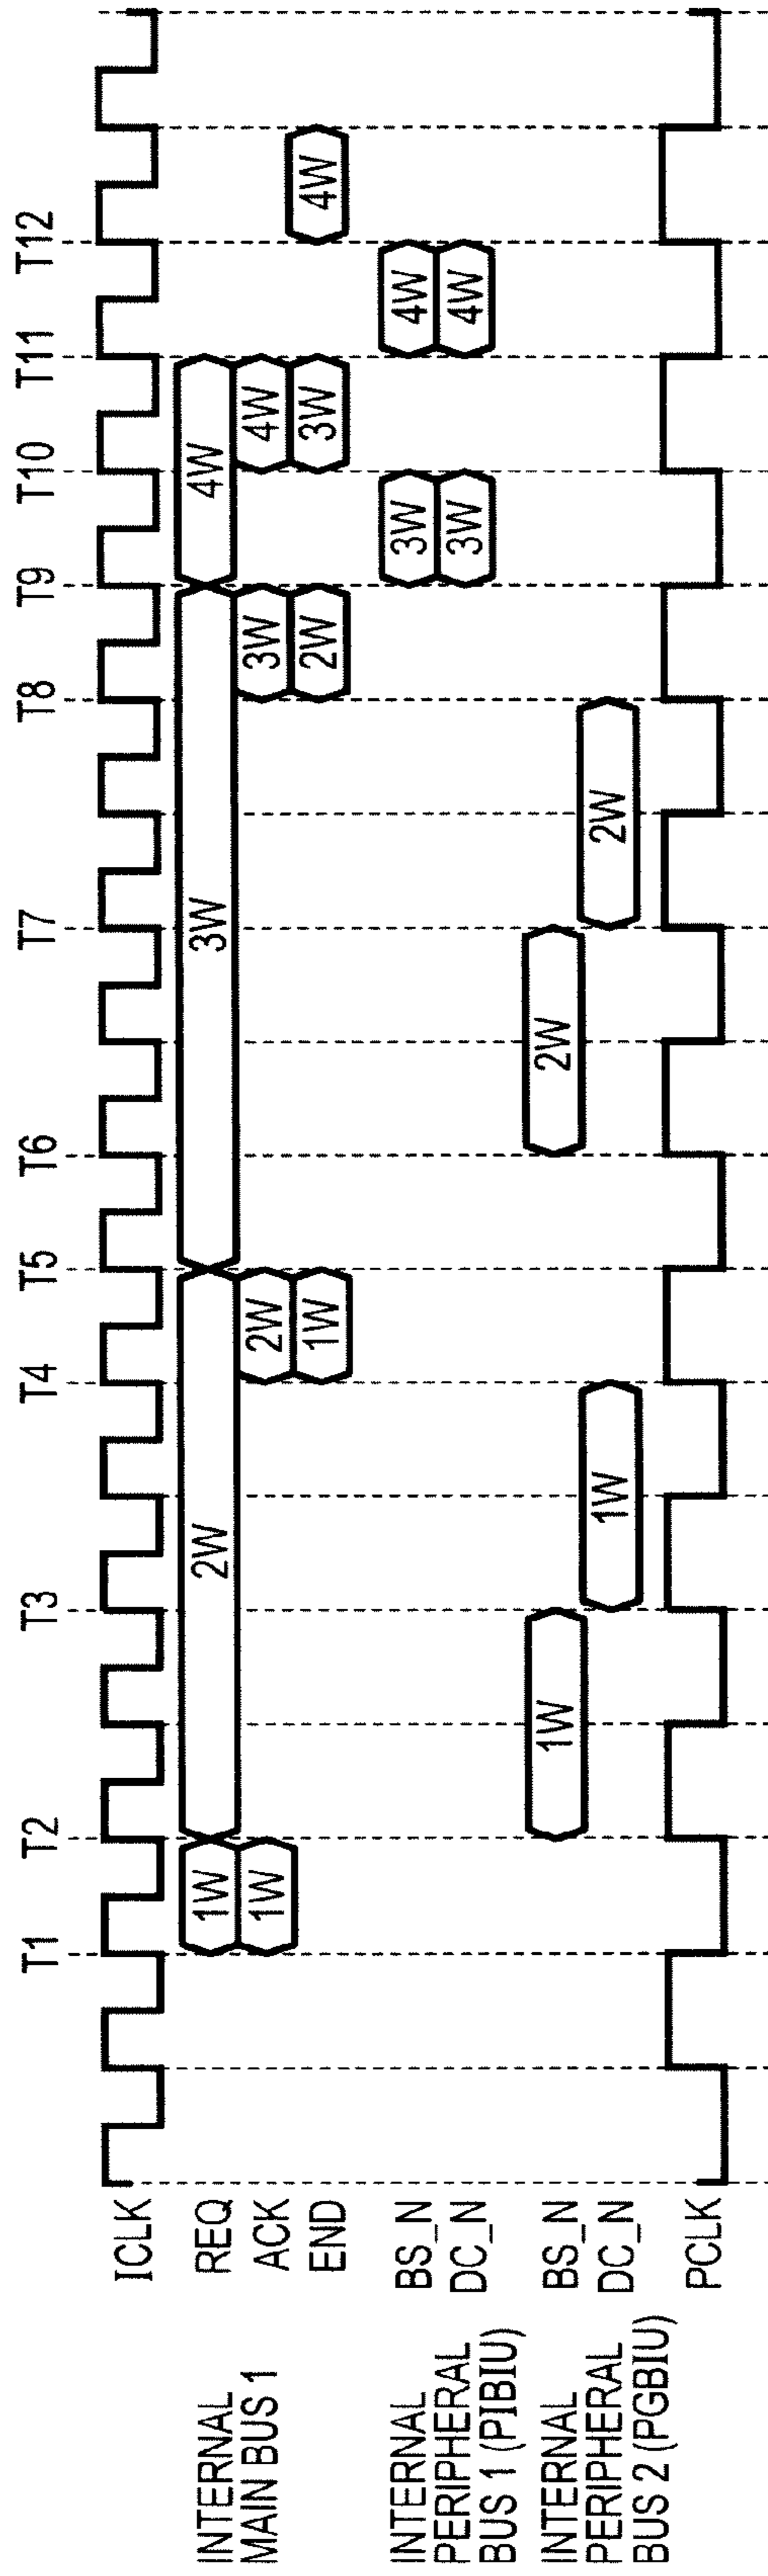 T1 T2 T3 T4 T5 T6 T7 T8 T9 T10 T11 T12
ICLK
INTERNAL
MAIN BUS 1
REQ 1W 2W 3W 4W
ACK 1W 2W 3W 4W
END 1W 2W 3W 4W
INTERNAL
PERIPHERAL
BUS 1 (PIBIU)
BS_N 3W 4W
DC_N 3W 4W
INTERNAL
PERIPHERAL
BUS 2 (PGBIU)
BS_N 1W 2W
DC_N 1W 2W
PCLK